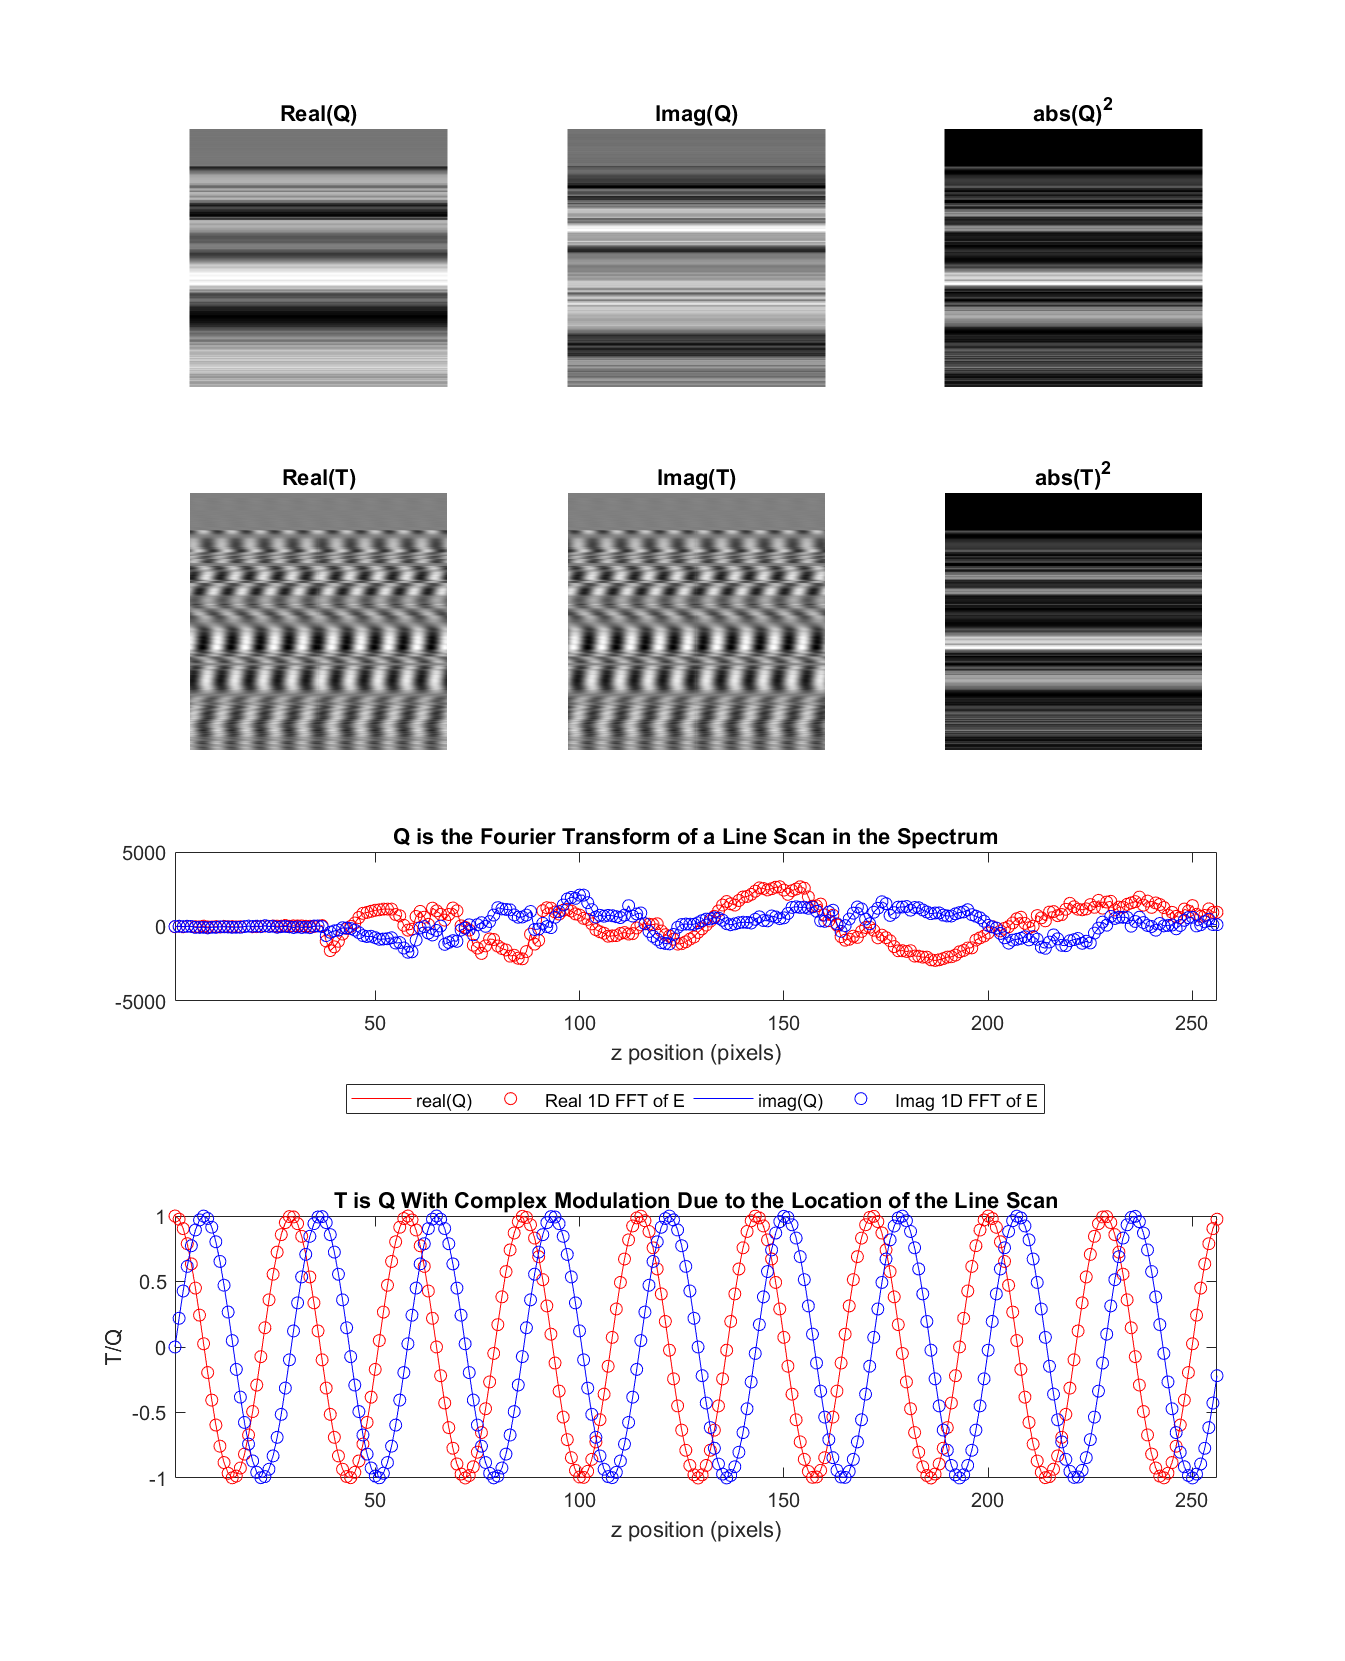 Real(Q) Imag(Q) abs(Q)²
Real(T) Imag(T) abs(T)²
Q is the Fourier Transform of a Line Scan in the Spectrum
5000
0
-5000
50 100 150 200 250
z position (pixels)
real(Q) Real 1D FFT of E imag(Q) Imag 1D FFT of E
T is Q With Complex Modulation Due to the Location of the Line Scan
1
0.5
0
-0.5
-1
T/Q
50 100 150 200 250
z position (pixels)